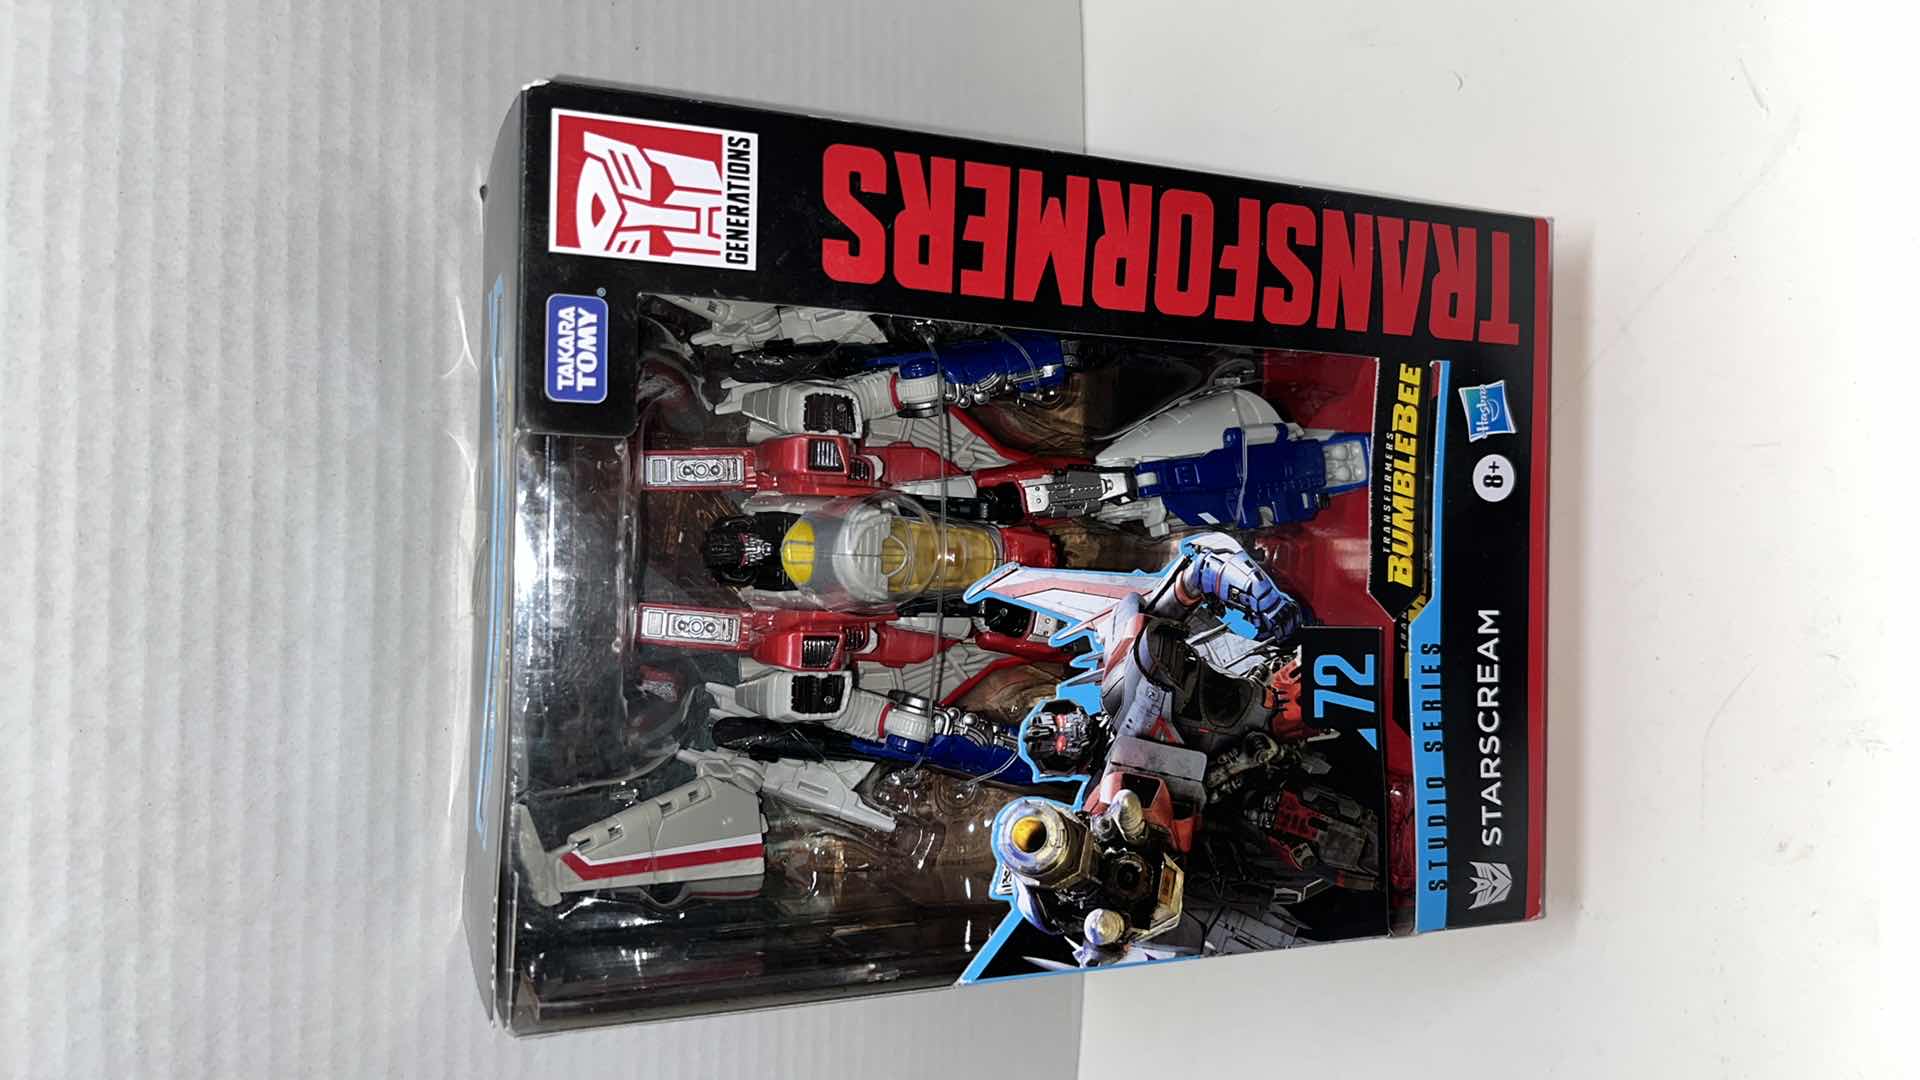 TAKARA
TOMY
®
GENERATIONS
TRANSFORMERS
TRANSFORMERS
BUMBLEBEE
72
STUDIO SERIES
STARSCREAM
8+
Hasbro